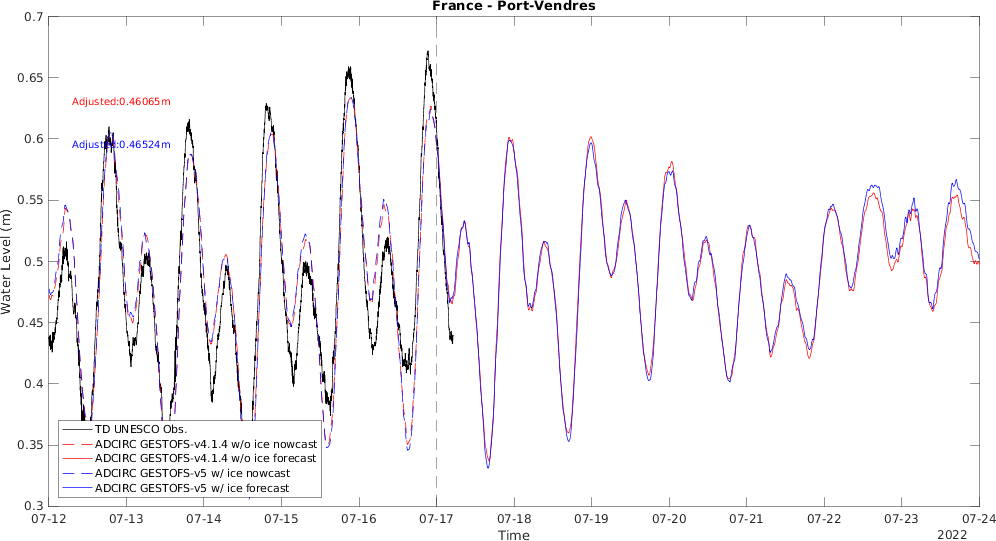 France - Port-Vendres
0.7
0.65
0.6
0.55
0.5
0.45
0.4
0.35
0.3
Water Level (m)
Adjusted:0.46065m
Adjusted:0.46524m
TD UNESCO Obs.
ADCIRC GESTOFS-v4.1.4 w/o ice nowcast
ADCIRC GESTOFS-v4.1.4 w/o ice forecast
ADCIRC GESTOFS-v5 w/ ice nowcast
ADCIRC GESTOFS-v5 w/ ice forecast
07-12 07-13 07-14 07-15 07-16 07-17 07-18 07-19 07-20 07-21 07-22 07-23 07-24
Time
2022